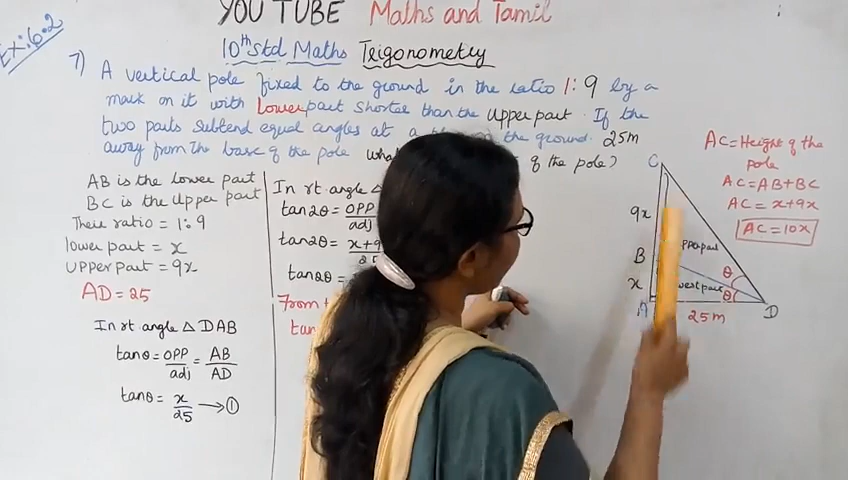 Ex:6.2
YOU TUBE Maths and Tamil
10th Std Maths Trigonometry
7) A vertical pole fixed to the ground in the ratio 1:9 by a
mark on it with Lower part shorter than the Upper part. If the
two parts subtend equal angles at a the ground. 25m
away from the base of the pole of the pole?
AB is the lower part
BC is the Upper part
Their ratio = 1:9
lower part = x
Upper part = 9x
AD = 25
In rt angle △ DAB
tanθ = opp/adj = AB/AD
tanθ = x/25 → ①
In rt angle △
tan2θ = opp/adj
tan2θ = x+9
tan2θ =
From
AC = Height of the
pole
AC = AB + BC
AC = x + 9x
AC = 10x
C
9x
B
x
A
θ
θ
25m
D